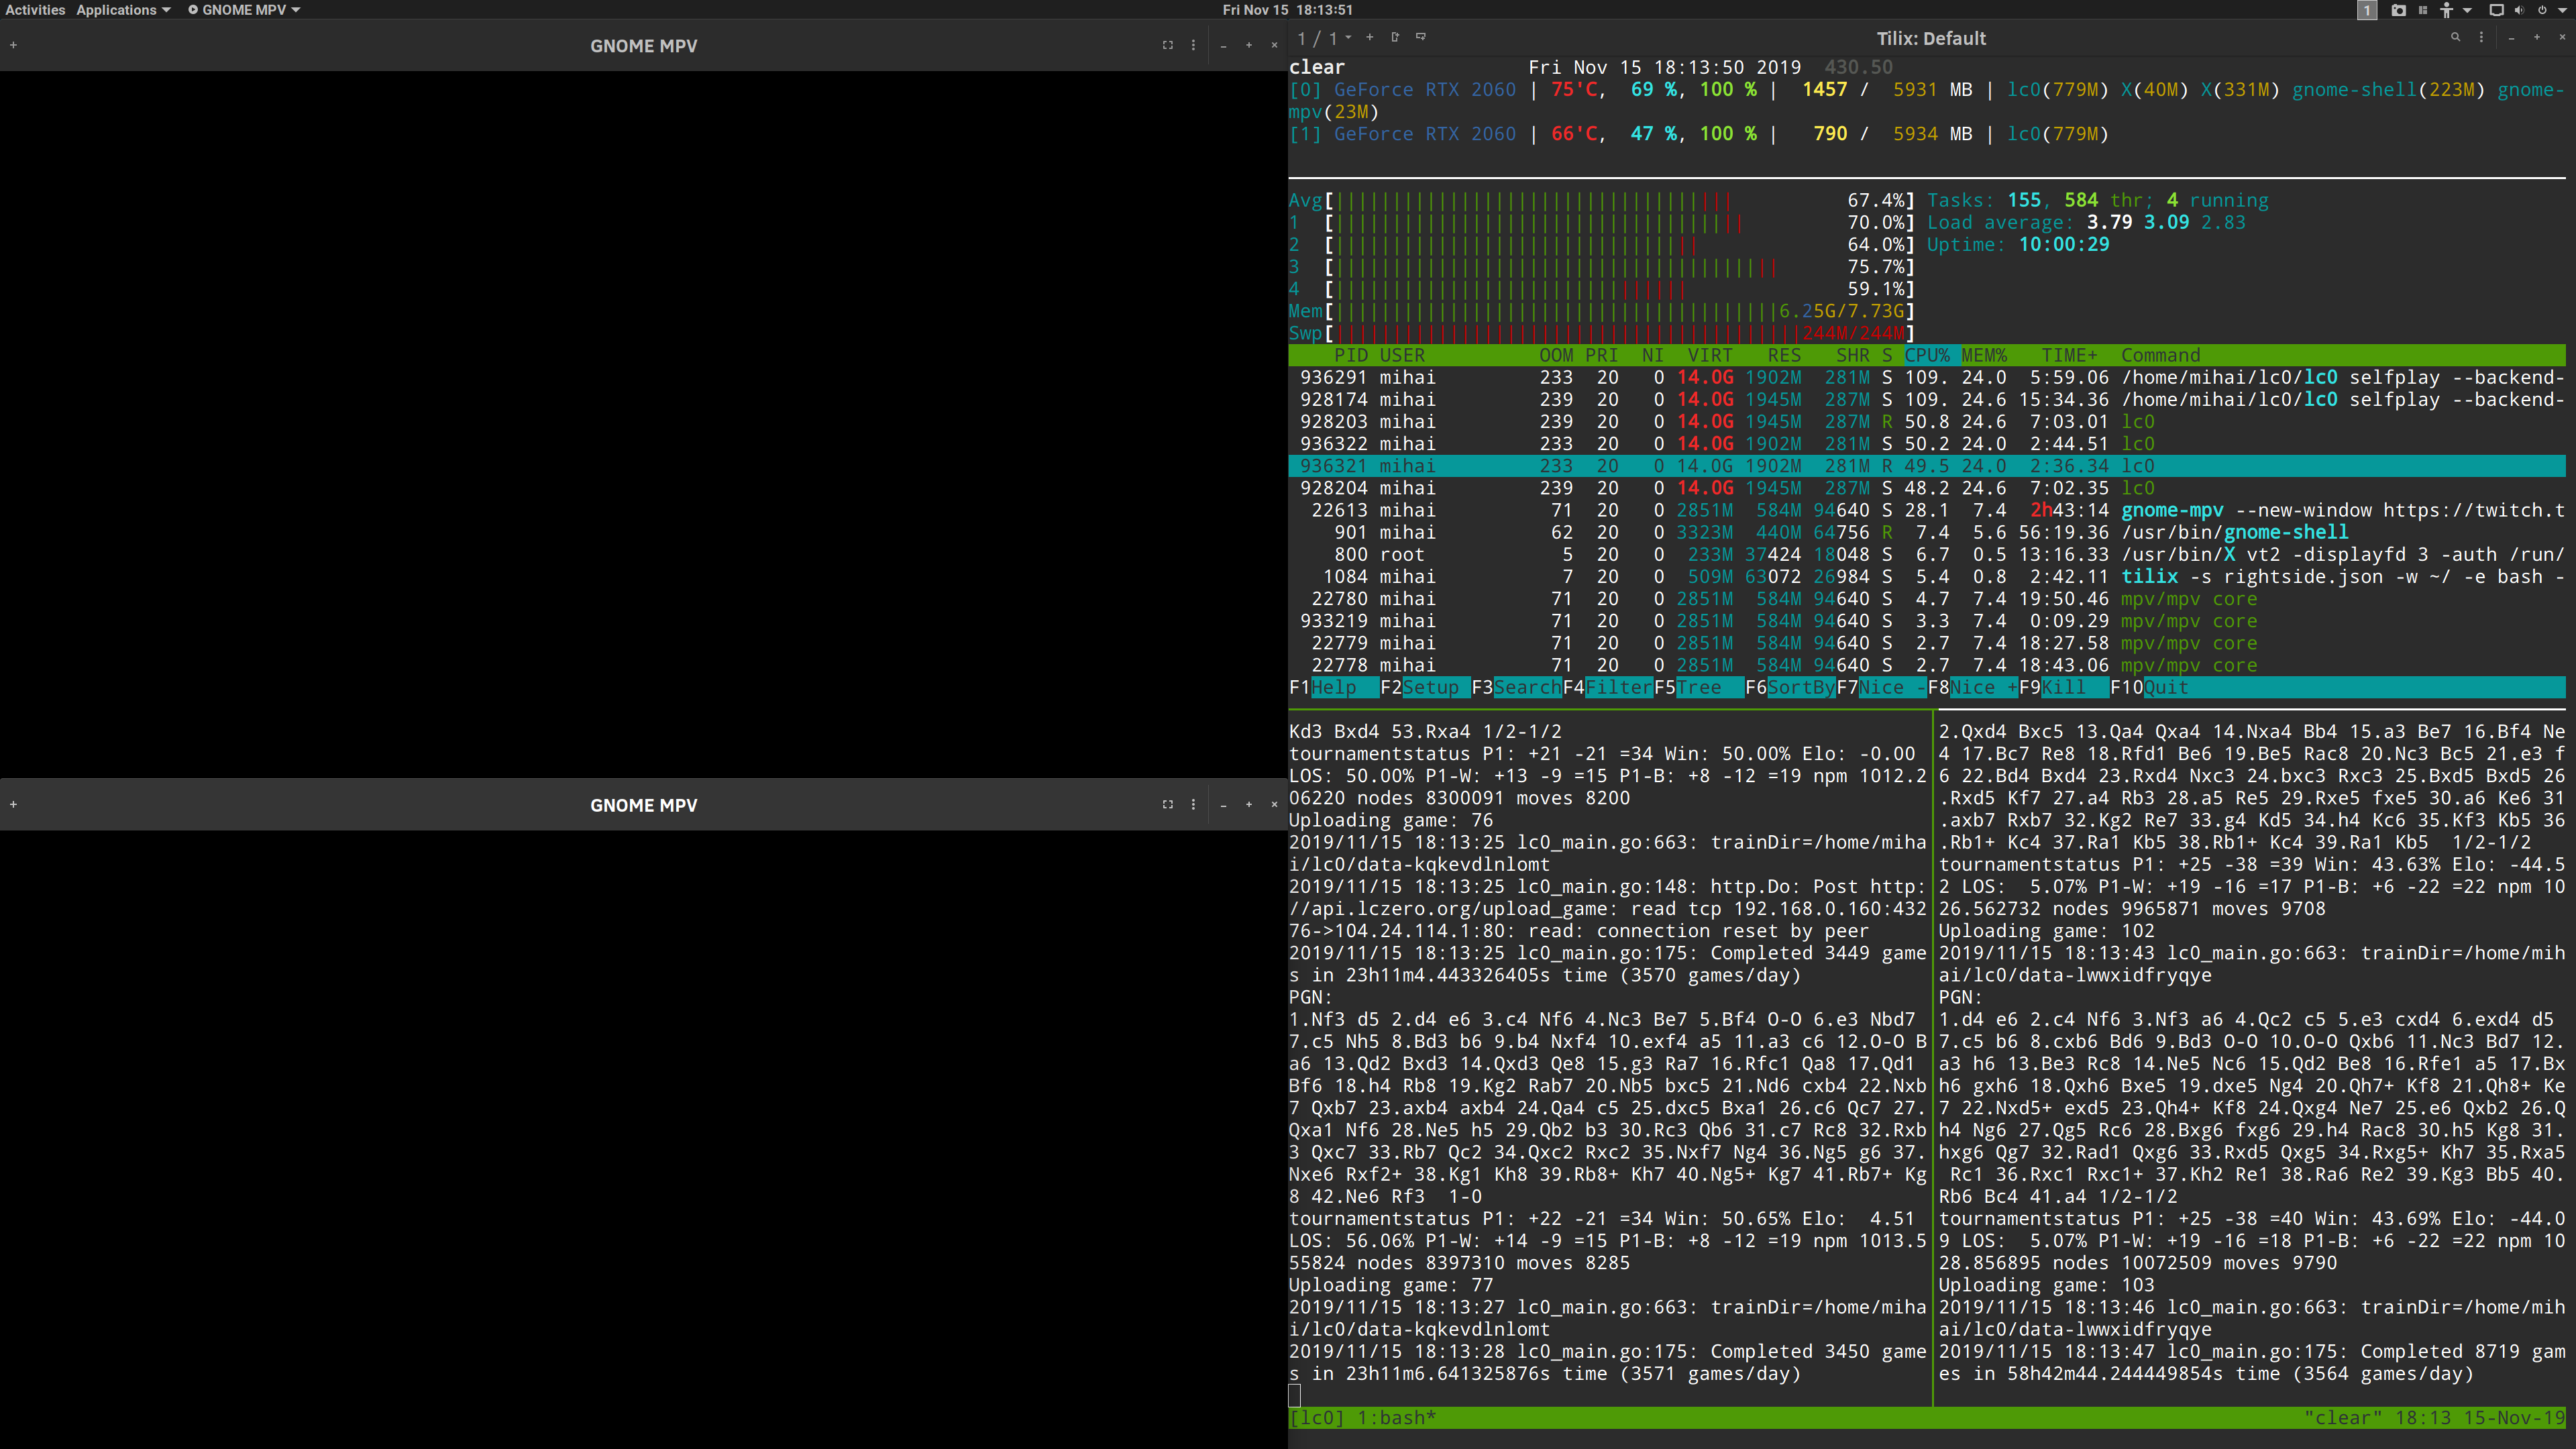 Activities Applications GNOME MPV Fri Nov 15 18:13:51 1
GNOME MPV
GNOME MPV
1 / 1 Tilix: Default
clear Fri Nov 15 18:13:50 2019 430.50
[0] GeForce RTX 2060 | 75'C, 69 %, 100 % | 1457 / 5931 MB | lc0(779M) X(40M) X(331M) gnome-shell(223M) gnome-
mpv(23M)
[1] GeForce RTX 2060 | 66'C, 47 %, 100 % | 790 / 5934 MB | lc0(779M)
Avg[ 67.4%] Tasks: 155, 584 thr; 4 running
1 [ 70.0%] Load average: 3.79 3.09 2.83
2 [ 64.0%] Uptime: 10:00:29
3 [ 75.7%]
4 [ 59.1%]
Mem[ 6.25G/7.73G]
Swp[ 244M/244M]
PID USER OOM PRI NI VIRT RES SHR S CPU% MEM% TIME+ Command
936291 mihai 233 20 0 14.0G 1902M 281M S 109. 24.0 5:59.06 /home/mihai/lc0/lc0 selfplay --backend-
928174 mihai 239 20 0 14.0G 1945M 287M S 109. 24.6 15:34.36 /home/mihai/lc0/lc0 selfplay --backend-
928203 mihai 239 20 0 14.0G 1945M 287M R 50.8 24.6 7:03.01 lc0
936322 mihai 233 20 0 14.0G 1902M 281M S 50.2 24.0 2:44.51 lc0
936321 mihai 233 20 0 14.0G 1902M 281M R 49.5 24.0 2:36.34 lc0
928204 mihai 239 20 0 14.0G 1945M 287M S 48.2 24.6 7:02.35 lc0
22613 mihai 71 20 0 2851M 584M 94640 S 28.1 7.4 2h43:14 gnome-mpv --new-window https://twitch.t
901 mihai 62 20 0 3323M 440M 64756 R 7.4 5.6 56:19.36 /usr/bin/gnome-shell
800 root 5 20 0 233M 37424 18048 S 6.7 0.5 13:16.33 /usr/bin/X vt2 -displayfd 3 -auth /run/
1084 mihai 7 20 0 509M 63072 26984 S 5.4 0.8 2:42.11 tilix -s rightside.json -w ~/ -e bash -
22780 mihai 71 20 0 2851M 584M 94640 S 4.7 7.4 19:50.46 mpv/mpv core
933219 mihai 71 20 0 2851M 584M 94640 S 3.3 7.4 0:09.29 mpv/mpv core
22779 mihai 71 20 0 2851M 584M 94640 S 2.7 7.4 18:27.58 mpv/mpv core
22778 mihai 71 20 0 2851M 584M 94640 S 2.7 7.4 18:43.06 mpv/mpv core
F1Help F2Setup F3SearchF4FilterF5Tree F6SortByF7Nice -F8Nice +F9Kill F10Quit
Kd3 Bxd4 53.Rxa4 1/2-1/2
tournamentstatus P1: +21 -21 =34 Win: 50.00% Elo: -0.00
LOS: 50.00% P1-W: +13 -9 =15 P1-B: +8 -12 =19 npm 1012.2
06220 nodes 8300091 moves 8200
Uploading game: 76
2019/11/15 18:13:25 lc0_main.go:663: trainDir=/home/miha
i/lc0/data-kqkevdlnlomt
2019/11/15 18:13:25 lc0_main.go:148: http.Do: Post http:
//api.lczero.org/upload_game: read tcp 192.168.0.160:432
76->104.24.114.1:80: read: connection reset by peer
2019/11/15 18:13:25 lc0_main.go:175: Completed 3449 game
s in 23h11m4.443326405s time (3570 games/day)
PGN:
1.Nf3 d5 2.d4 e6 3.c4 Nf6 4.Nc3 Be7 5.Bf4 O-O 6.e3 Nbd7
7.c5 Nh5 8.Bd3 b6 9.b4 Nxf4 10.exf4 a5 11.a3 c6 12.O-O B
a6 13.Qd2 Bxd3 14.Qxd3 Qe8 15.g3 Ra7 16.Rfc1 Qa8 17.Qd1
Bf6 18.h4 Rb8 19.Kg2 Rab7 20.Nb5 bxc5 21.Nd6 cxb4 22.Nxb
7 Qxb7 23.axb4 axb4 24.Qa4 c5 25.dxc5 Bxa1 26.c6 Qc7 27.
Qxa1 Nf6 28.Ne5 h5 29.Qb2 b3 30.Rc3 Qb6 31.c7 Rc8 32.Rxb
3 Qxc7 33.Rb7 Qc2 34.Qxc2 Rxc2 35.Nxf7 Ng4 36.Ng5 g6 37.
Nxe6 Rxf2+ 38.Kg1 Kh8 39.Rb8+ Kh7 40.Ng5+ Kg7 41.Rb7+ Kg
8 42.Ne6 Rf3 1-0
tournamentstatus P1: +22 -21 =34 Win: 50.65% Elo: 4.51
LOS: 56.06% P1-W: +14 -9 =15 P1-B: +8 -12 =19 npm 1013.5
55824 nodes 8397310 moves 8285
Uploading game: 77
2019/11/15 18:13:27 lc0_main.go:663: trainDir=/home/miha
i/lc0/data-kqkevdlnlomt
2019/11/15 18:13:28 lc0_main.go:175: Completed 3450 game
s in 23h11m6.641325876s time (3571 games/day)
2.Qxd4 Bxc5 13.Qa4 Qxa4 14.Nxa4 Bb4 15.a3 Be7 16.Bf4 Ne
4 17.Bc7 Re8 18.Rfd1 Be6 19.Be5 Rac8 20.Nc3 Bc5 21.e3 f
6 22.Bd4 Bxd4 23.Rxd4 Nxc3 24.bxc3 Rxc3 25.Bxd5 Bxd5 26
.Rxd5 Kf7 27.a4 Rb3 28.a5 Re5 29.Rxe5 fxe5 30.a6 Ke6 31
.axb7 Rxb7 32.Kg2 Re7 33.g4 Kd5 34.h4 Kc6 35.Kf3 Kb5 36
.Rb1+ Kc4 37.Ra1 Kb5 38.Rb1+ Kc4 39.Ra1 Kb5 1/2-1/2
tournamentstatus P1: +25 -38 =39 Win: 43.63% Elo: -44.5
2 LOS: 5.07% P1-W: +19 -16 =17 P1-B: +6 -22 =22 npm 10
26.562732 nodes 9965871 moves 9708
Uploading game: 102
2019/11/15 18:13:43 lc0_main.go:663: trainDir=/home/mih
ai/lc0/data-lwwxidfryqye
PGN:
1.d4 e6 2.c4 Nf6 3.Nf3 a6 4.Qc2 c5 5.e3 cxd4 6.exd4 d5
7.c5 b6 8.cxb6 Bd6 9.Bd3 O-O 10.O-O Qxb6 11.Nc3 Bd7 12.
a3 h6 13.Be3 Rc8 14.Ne5 Nc6 15.Qd2 Be8 16.Rfe1 a5 17.Bx
h6 gxh6 18.Qxh6 Bxe5 19.dxe5 Ng4 20.Qh7+ Kf8 21.Qh8+ Ke
7 22.Nxd5+ exd5 23.Qh4+ Kf8 24.Qxg4 Ne7 25.e6 Qxb2 26.Q
h4 Ng6 27.Qg5 Rc6 28.Bxg6 fxg6 29.h4 Rac8 30.h5 Kg8 31.
hxg6 Qg7 32.Rad1 Qxg6 33.Rxd5 Qxg5 34.Rxg5+ Kh7 35.Rxa5
Rc1 36.Rxc1 Rxc1+ 37.Kh2 Re1 38.Ra6 Re2 39.Kg3 Bb5 40.
Rb6 Bc4 41.a4 1/2-1/2
tournamentstatus P1: +25 -38 =40 Win: 43.69% Elo: -44.0
9 LOS: 5.07% P1-W: +19 -16 =18 P1-B: +6 -22 =22 npm 10
28.856895 nodes 10072509 moves 9790
Uploading game: 103
2019/11/15 18:13:46 lc0_main.go:663: trainDir=/home/mih
ai/lc0/data-lwwxidfryqye
2019/11/15 18:13:47 lc0_main.go:175: Completed 8719 gam
es in 58h42m44.244449854s time (3564 games/day)
[lc0] 1:bash* "clear" 18:13 15-Nov-19